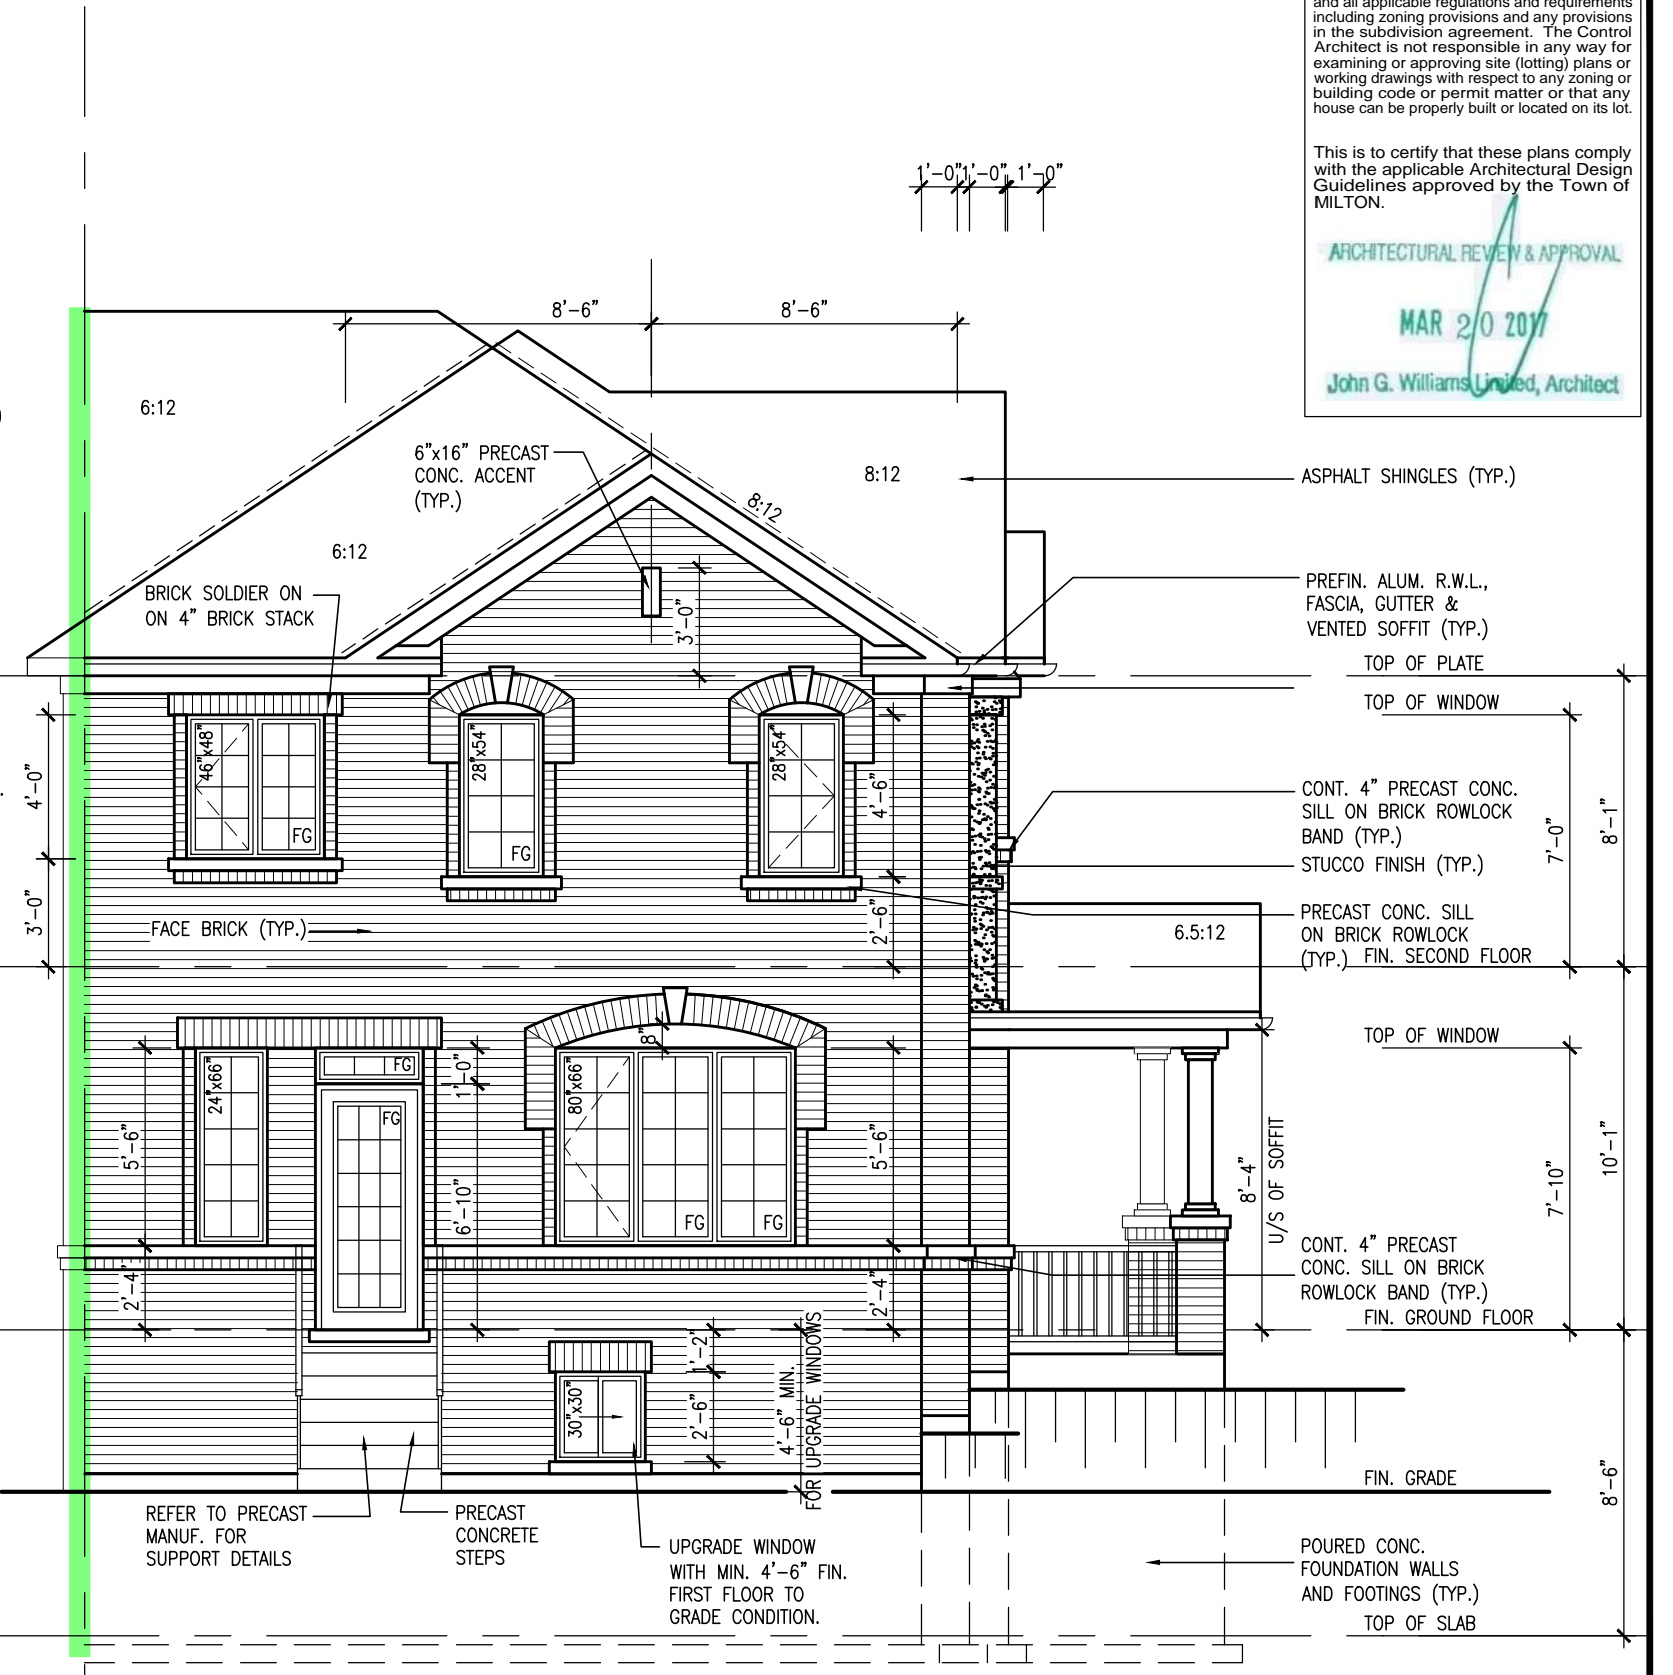 and all applicable regulations and requirements
including zoning provisions and any provisions
in the subdivision agreement. The Control
Architect is not responsible in any way for
examining or approving site (lotting) plans or
working drawings with respect to any zoning or
building code or permit matter or that any
house can be properly built or located on its lot.
This is to certify that these plans comply
with the applicable Architectural Design
Guidelines approved by the Town of
MILTON.
ARCHITECTURAL REVIEW & APPROVAL
MAR 20 2017
John G. Williams Limited, Architect
1'-0" 1'-0" 1'-0"
8'-6" 8'-6"
6:12
6"x16" PRECAST
CONC. ACCENT
(TYP.)
8:12
8:12
6:12
ASPHALT SHINGLES (TYP.)
BRICK SOLDIER ON
ON 4" BRICK STACK
3'-0"
PREFIN. ALUM. R.W.L.,
FASCIA, GUTTER &
VENTED SOFFIT (TYP.)
TOP OF PLATE
TOP OF WINDOW
46"x48"
FG
28"x54"
FG
28"x54"
4'-0"
3'-0"
4'-6"
2'-6"
CONT. 4" PRECAST CONC.
SILL ON BRICK ROWLOCK
BAND (TYP.)
STUCCO FINISH (TYP.)
7'-0"
8'-1"
FACE BRICK (TYP.)
PRECAST CONC. SILL
ON BRICK ROWLOCK
(TYP.)
FIN. SECOND FLOOR
6.5:12
TOP OF WINDOW
8"
24"x66"
FG
FG
1'-0"
80"x66"
FG
FG
5'-6"
6'-10"
5'-6"
2'-4"
2'-4"
8'-4"
U/S OF SOFFIT
7'-10"
10'-1"
CONT. 4" PRECAST
CONC. SILL ON BRICK
ROWLOCK BAND (TYP.)
FIN. GROUND FLOOR
30"x30"
1'-2"
2'-6"
4'-6" MIN.
FOR UPGRADE WINDOWS
FIN. GRADE
8'-6"
REFER TO PRECAST
MANUF. FOR
SUPPORT DETAILS
PRECAST
CONCRETE
STEPS
UPGRADE WINDOW
WITH MIN. 4'-6" FIN.
FIRST FLOOR TO
GRADE CONDITION.
POURED CONC.
FOUNDATION WALLS
AND FOOTINGS (TYP.)
TOP OF SLAB